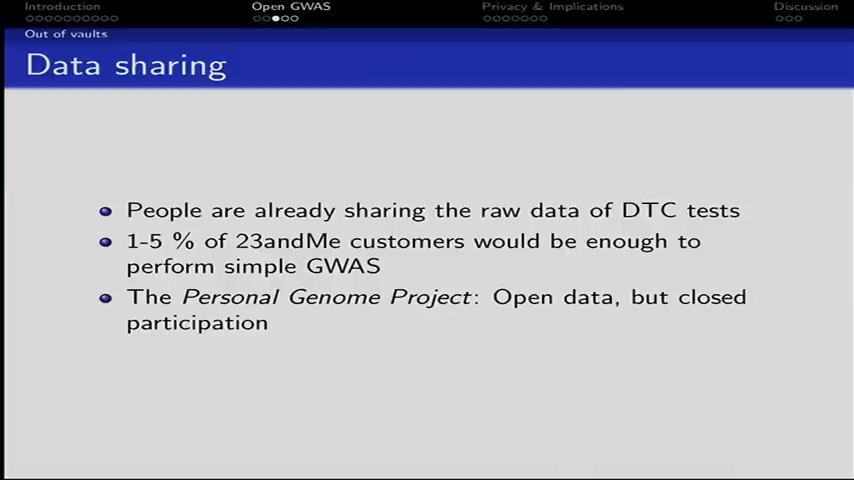 Introduction
Open GWAS
Privacy & Implications
Discussion
Out of vaults
Data sharing
People are already sharing the raw data of DTC tests
1-5 % of 23andMe customers would be enough to
perform simple GWAS
The Personal Genome Project: Open data, but closed
participation